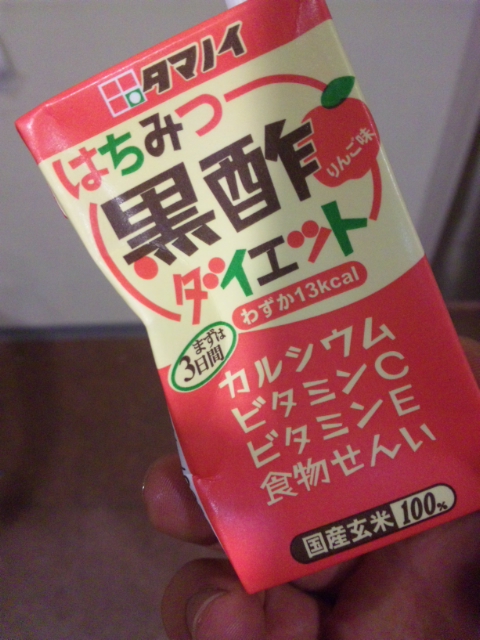 タマノイ
はちみつ
黒酢
りんご味
ダイエット
わずか13kcal
まずは
3日間
カルシウム
ビタミンC
ビタミンE
食物せんい
国産玄米100%